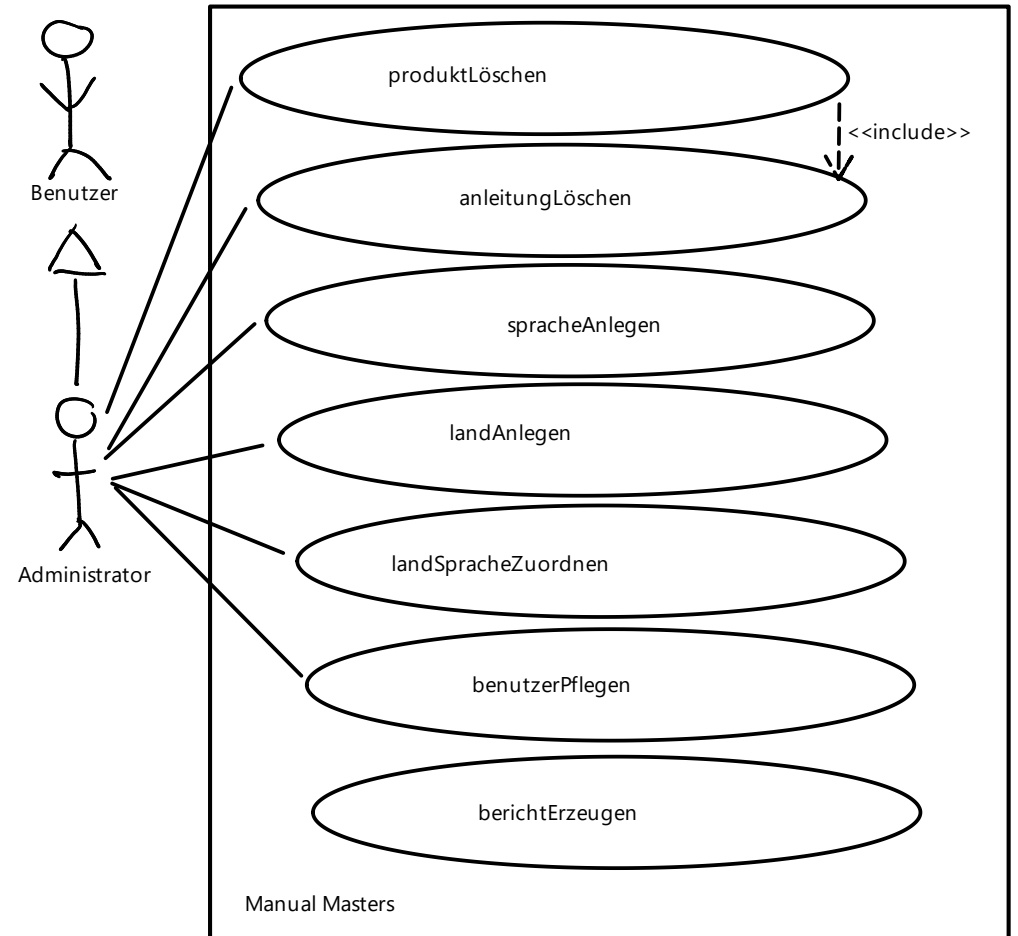 produktLöschen
<<include>>
Benutzer
anleitungLöschen
spracheAnlegen
landAnlegen
landSpracheZuordnen
Administrator
benutzerPflegen
berichtErzeugen
Manual Masters